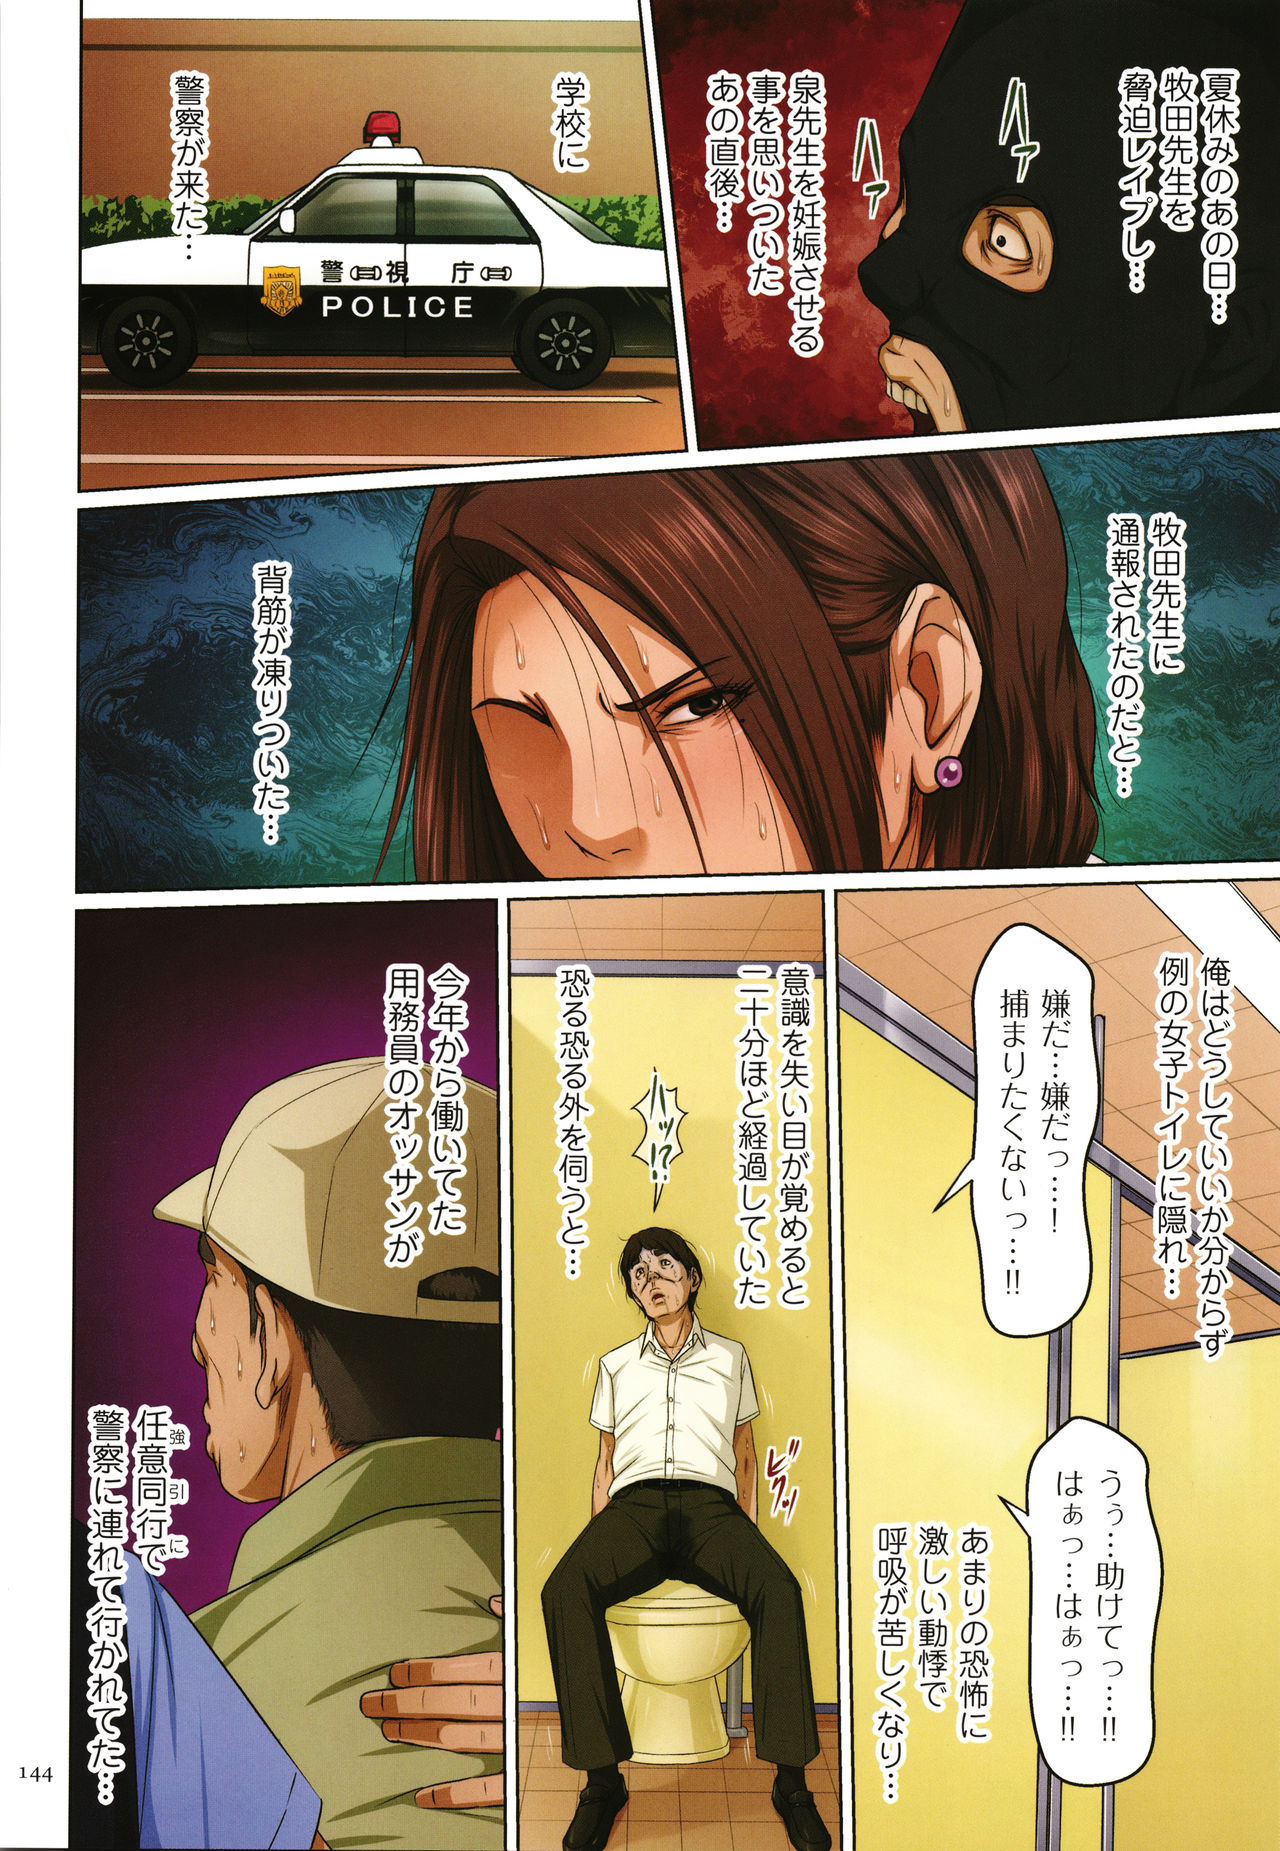 夏休みのあの日…
牧田先生を
脅迫レイプし…
ハァ
ハァ
泉先生を妊娠させる
事を思いついた
あの直後…
学校に
警察が来た…
警視庁
POLICE
牧田先生に
通報されたのだと…
背筋が凍りついた…
俺はどうしていいか分からず
例の女子トイレに隠れ…
嫌だ…嫌だっ…!
捕まりたくないっ…!!
うぅ…助けてっ…!!
はぁっ…はぁっ…!!
あまりの恐怖に
激しい動悸で
呼吸が苦しくなり…
意識を失い目が覚めると
二十分ほど経過していた
ハッ!?
ビクッ
恐る恐る外を伺うと…
今年から働いてた
用務員のオッサンが
強引に
任意同行で
警察に連れて行かれてた…
144